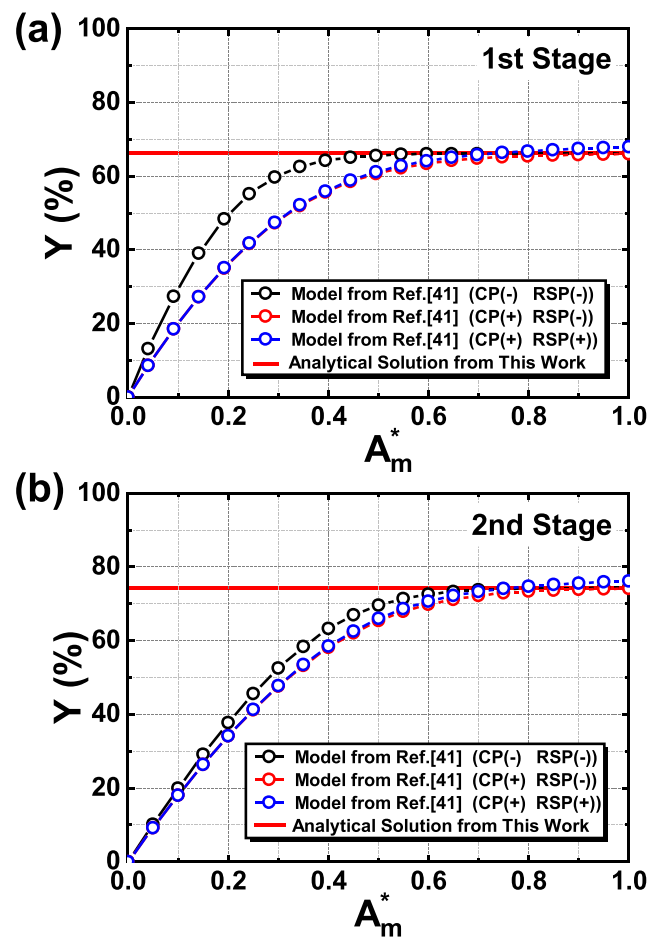 (a)
1st Stage
100
80
60
40
20
0
Y (%)
Model from Ref.[41] (CP(-) RSP(-))
Model from Ref.[41] (CP(+) RSP(-))
Model from Ref.[41] (CP(+) RSP(+))
Analytical Solution from This Work
0.0 0.2 0.4 0.6 0.8 1.0
A*m
(b)
2nd Stage
100
80
60
40
20
0
Y (%)
Model from Ref.[41] (CP(-) RSP(-))
Model from Ref.[41] (CP(+) RSP(-))
Model from Ref.[41] (CP(+) RSP(+))
Analytical Solution from This Work
0.0 0.2 0.4 0.6 0.8 1.0
A*m